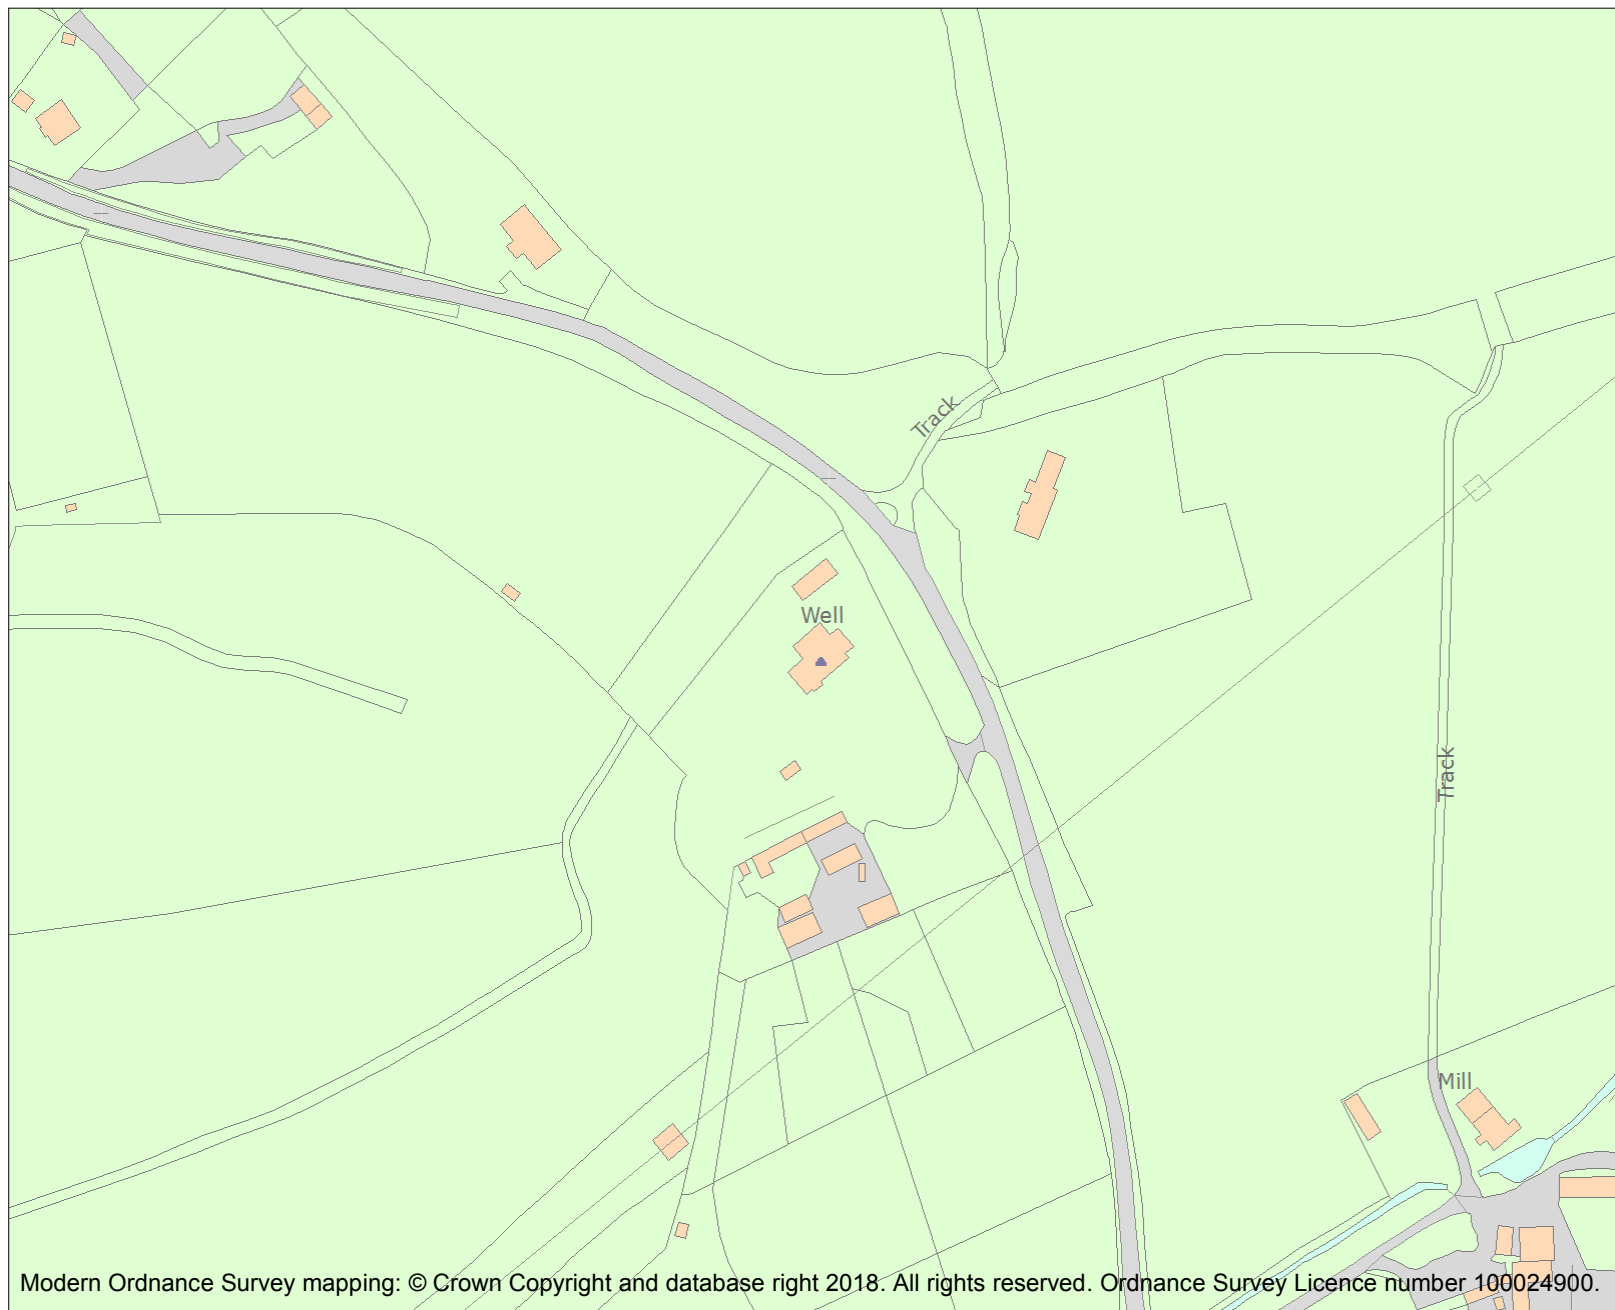 Track
Well
Track
Mill
Modern Ordnance Survey mapping: © Crown Copyright and database right 2018. All rights reserved. Ordnance Survey Licence number 100024900.